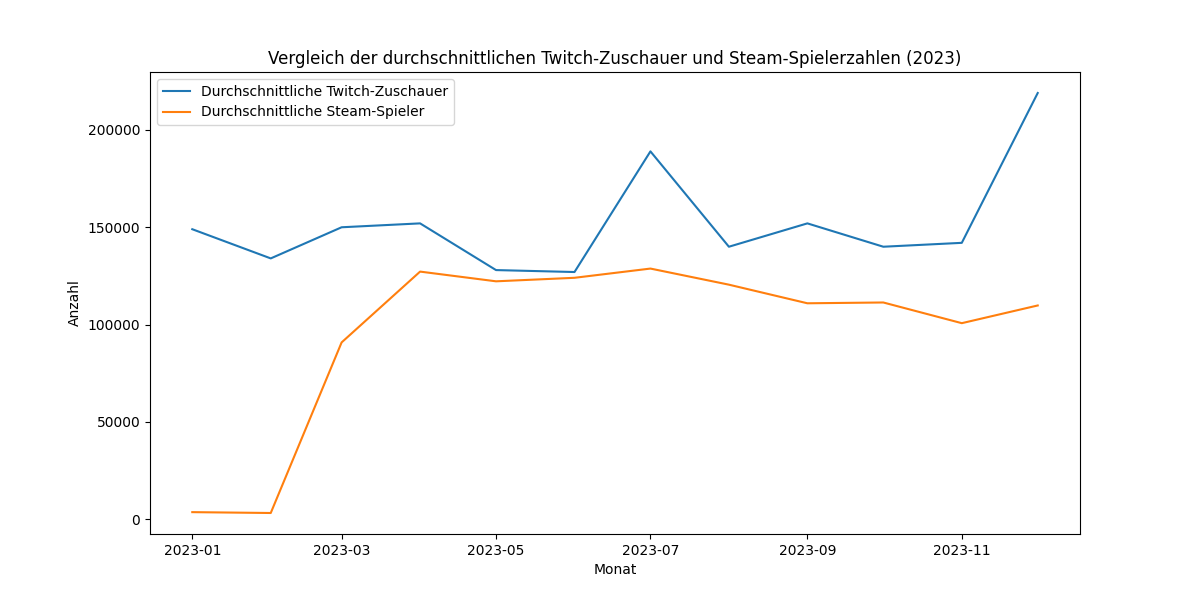 Vergleich der durchschnittlichen Twitch-Zuschauer und Steam-Spielerzahlen (2023)
Durchschnittliche Twitch-Zuschauer
Durchschnittliche Steam-Spieler
200000
150000
100000
50000
0
Anzahl
2023-01 2023-03 2023-05 2023-07 2023-09 2023-11
Monat